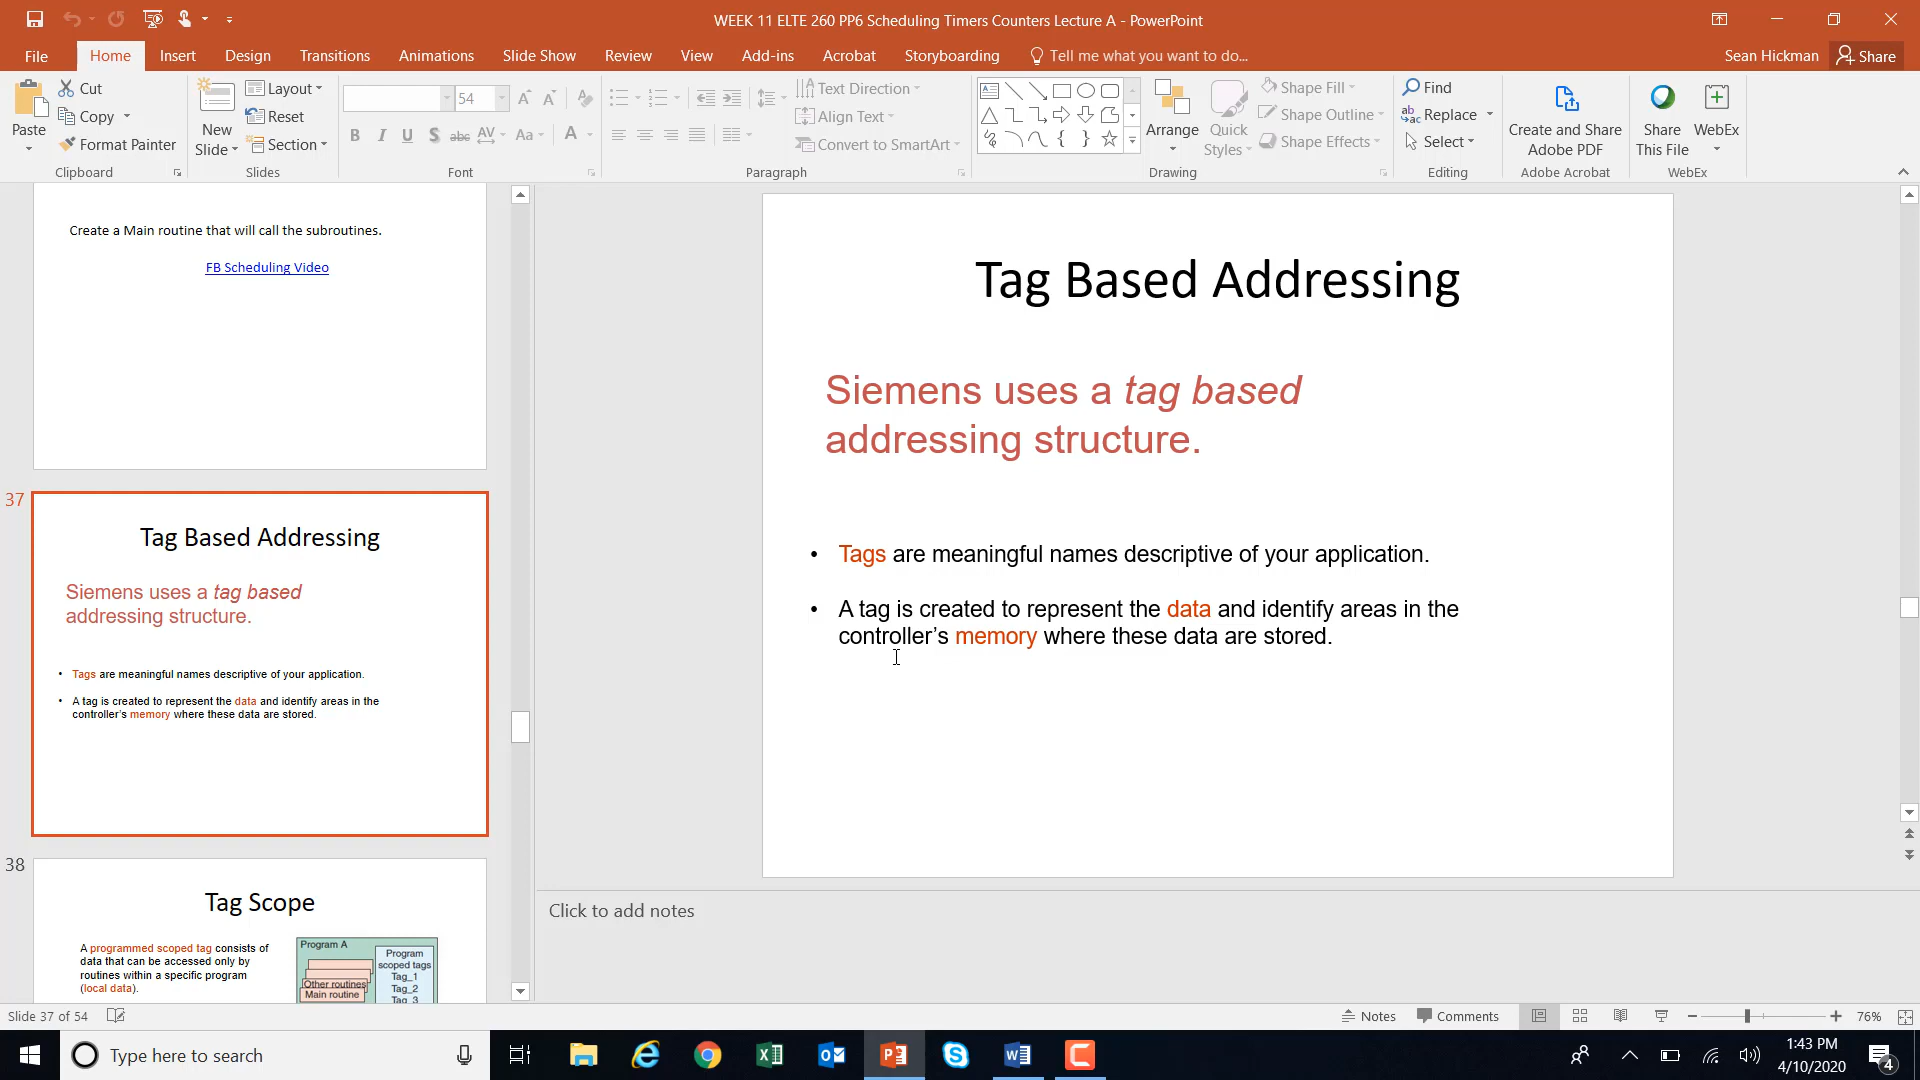 WEEK 11 ELTE 260 PP6 Scheduling Timers Counters Lecture A - PowerPoint
File
Home
Insert
Design
Transitions
Animations
Slide Show
Review
View
Add-ins
Acrobat
Storyboarding
Tell me what you want to do...
Sean Hickman
Share
Paste
Cut
Copy
Format Painter
Clipboard
New
Slide
Layout
Reset
Section
Slides
54
Font
Text Direction
Align Text
Convert to SmartArt
Paragraph
Arrange
Quick
Styles
Shape Fill
Shape Outline
Shape Effects
Drawing
Find
Replace
Select
Editing
Create and Share
Adobe PDF
Adobe Acrobat
Share
This File
WebEx
WebEx
Create a Main routine that will call the subroutines.
FB Scheduling Video
37
Tag Based Addressing
Siemens uses a tag based
addressing structure.
• Tags are meaningful names descriptive of your application.
• A tag is created to represent the data and identify areas in the
controller's memory where these data are stored.
38
Tag Scope
A programmed scoped tag consists of
data that can be accessed only by
routines within a specific program
(local data).
Program A
Other routines
Main routine
Program
scoped tags
Tag_1
Tag_2
Tag_3
Tag Based Addressing
Siemens uses a tag based
addressing structure.
• Tags are meaningful names descriptive of your application.
• A tag is created to represent the data and identify areas in the
controller’s memory where these data are stored.
Click to add notes
Slide 37 of 54
Notes
Comments
76%
Type here to search
1:43 PM
4/10/2020
4